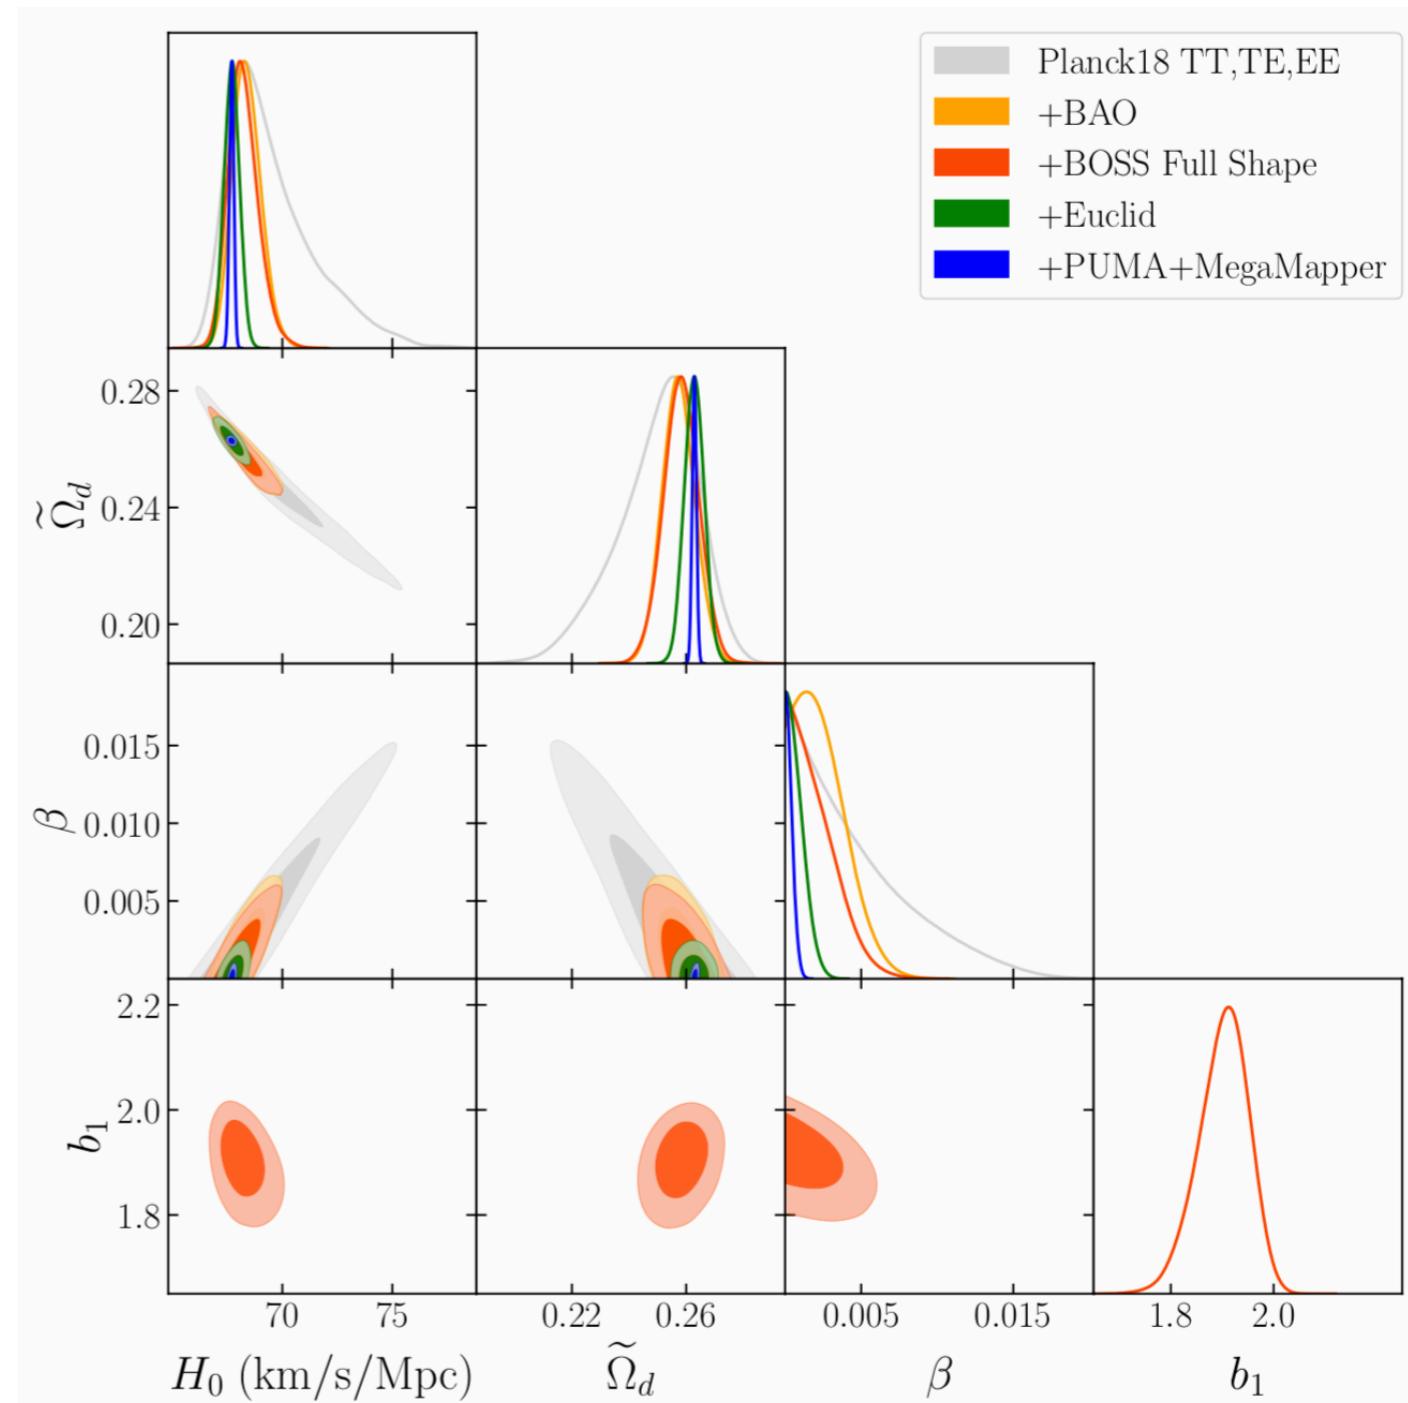 Planck18 TT,TE,EE
+BAO
+BOSS Full Shape
+Euclid
+PUMA+MegaMapper
0.28
0.24
0.20
Ω̃_d
0.015
0.010
0.005
β
2.2
2.0
1.8
b₁
70 75 0.22 0.26 0.005 0.015 1.8 2.0
H₀ (km/s/Mpc) Ω̃_d β b₁